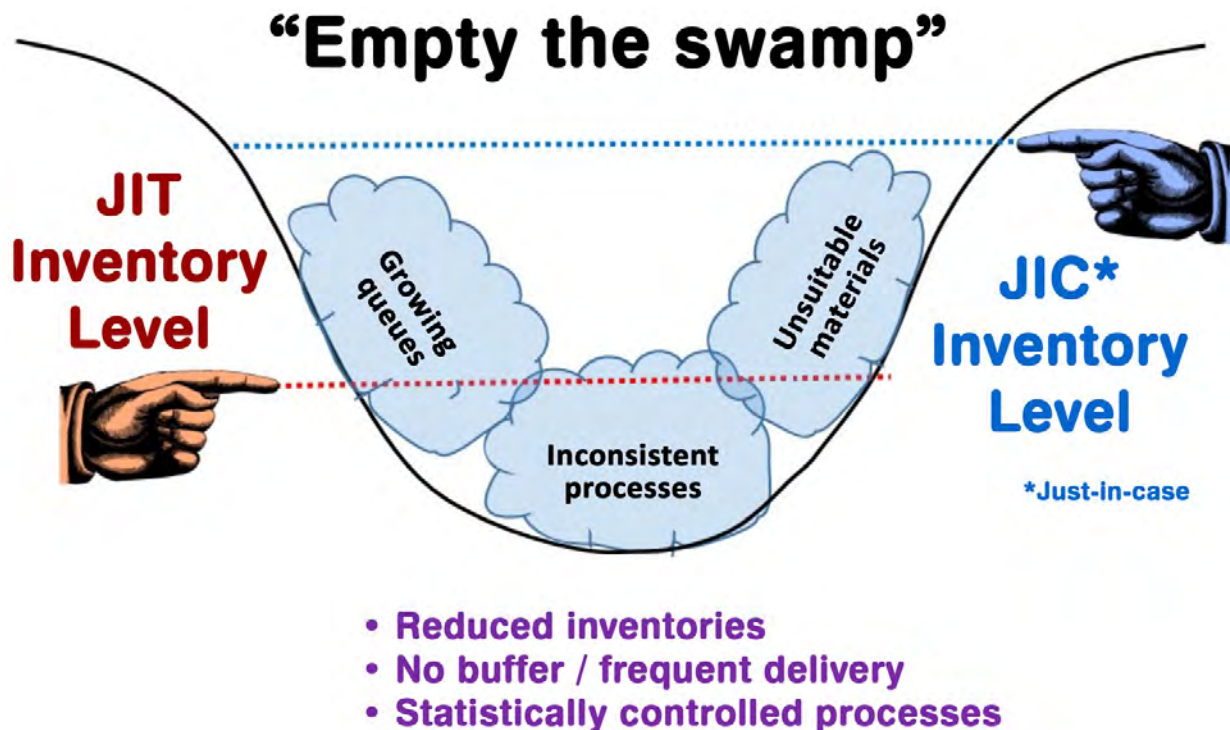 “Empty the swamp”
JIT
Inventory
Level
Growing
queues
Unsuitable
materials
Inconsistent
processes
JIC*
Inventory
Level
*Just-in-case
• Reduced inventories
• No buffer / frequent delivery
• Statistically controlled processes